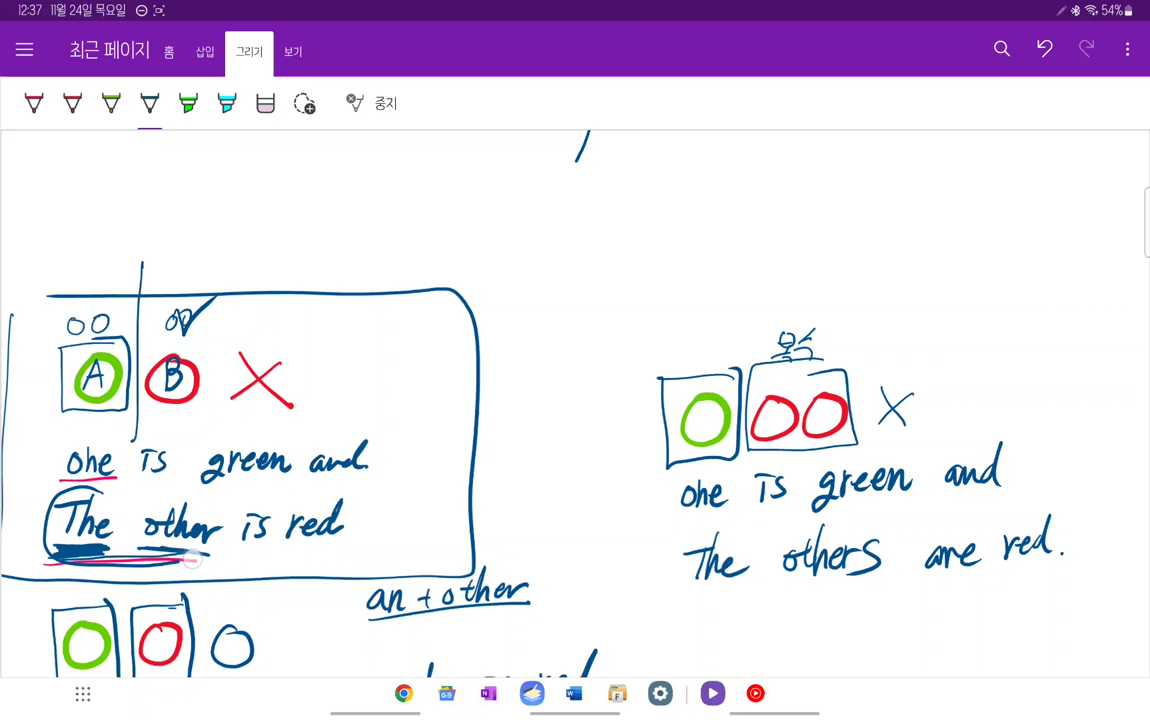 12:37 11월 24일 목요일 54%
최근 페이지 홈 삽입 그리기 보기
중지
A B
one is green and
The other is red
an + other
one is green and
The others are red.